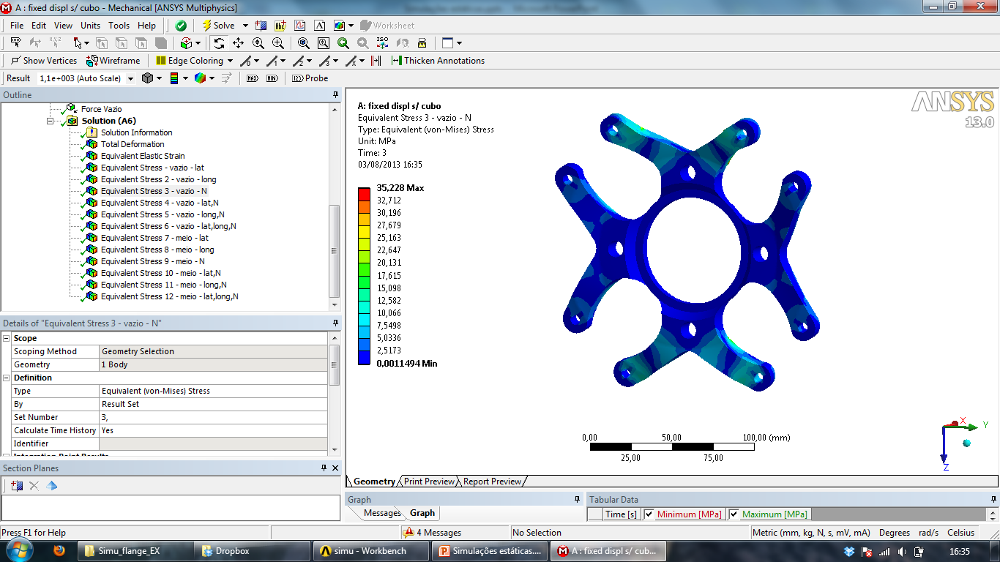 A : fixed displ s/ cubo - Mechanical [ANSYS Multiphysics]
File Edit View Units Tools Help Solve Worksheet
Show Vertices Wireframe Edge Coloring Thicken Annotations
Result 1,1e+003 (Auto Scale) MAX MIN 123 Probe
Outline
Force Vazio
Solution (A6)
Solution Information
Total Deformation
Equivalent Elastic Strain
Equivalent Stress - vazio - lat
Equivalent Stress 2 - vazio - long
Equivalent Stress 3 - vazio - N
Equivalent Stress 4 - vazio - lat,N
Equivalent Stress 5 - vazio - long,N
Equivalent Stress 6 - vazio - lat,long,N
Equivalent Stress 7 - meio - lat
Equivalent Stress 8 - meio - long
Equivalent Stress 9 - meio - N
Equivalent Stress 10 - meio - lat,N
Equivalent Stress 11 - meio - long,N
Equivalent Stress 12 - meio - lat,long,N
Details of "Equivalent Stress 3 - vazio - N"
Scope
Scoping Method Geometry Selection
Geometry 1 Body
Definition
Type Equivalent (von-Mises) Stress
By Result Set
Set Number 3,
Calculate Time History Yes
Identifier
Integration Point Results
Section Planes
A: fixed displ s/ cubo
Equivalent Stress 3 - vazio - N
Type: Equivalent (von-Mises) Stress
Unit: MPa
Time: 3
03/08/2013 16:35
35,228 Max
32,712
30,196
27,679
25,163
22,647
20,131
17,615
15,098
12,582
10,066
7,5498
5,0336
2,5173
0,0011494 Min
ANSYS
13.0
0,00 50,00 100,00 (mm)
25,00 75,00
X
Y
Z
Geometry Print Preview Report Preview
Graph
Messages Graph
Tabular Data
Time [s] Minimum [MPa] Maximum [MPa]
Press F1 for Help 4 Messages No Selection Metric (mm, kg, N, s, mV, mA) Degrees rad/s Celsius
Simu_flange_EX Dropbox simu - Workbench Simulações estáticas.... A : fixed displ s/ cub... 16:35